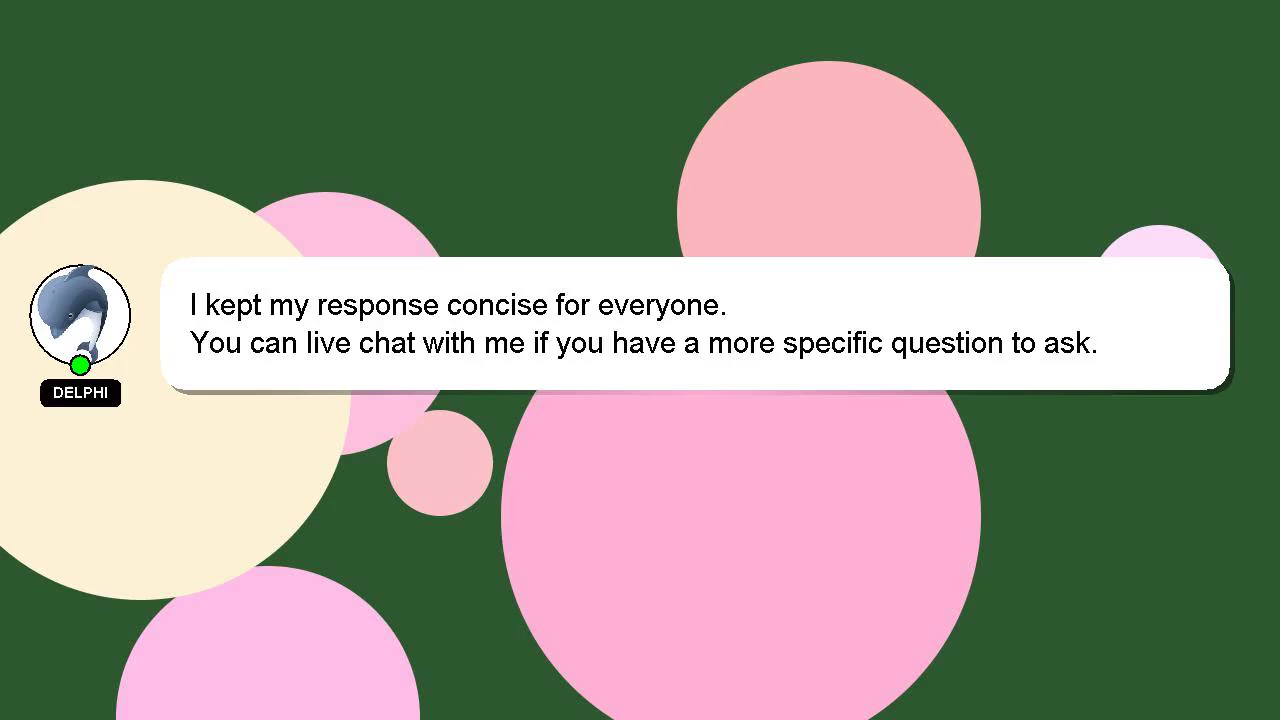 I kept my response concise for everyone.
You can live chat with me if you have a more specific question to ask.
DELPHI